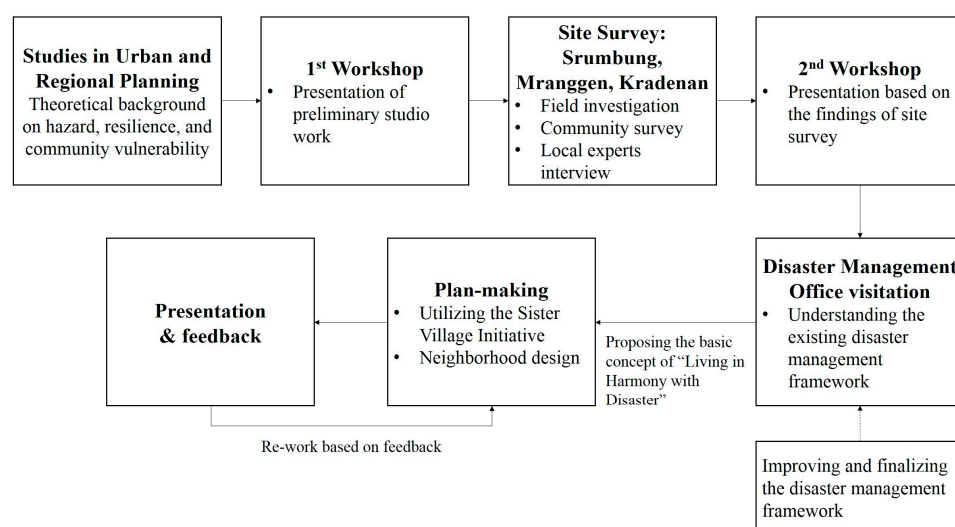 Studies in Urban and
Regional Planning
Theoretical background
on hazard, resilience, and
community vulnerability
1st Workshop
• Presentation of
preliminary studio
work
Site Survey:
Srumbung,
Mranggen, Kradenan
• Field investigation
• Community survey
• Local experts
interview
2nd Workshop
• Presentation based on
the findings of site
survey
Disaster Management
Office visitation
• Understanding the
existing disaster
management
framework
Improving and finalizing
the disaster management
framework
Proposing the basic
concept of “Living in
Harmony with
Disaster”
Plan-making
• Utilizing the Sister
Village Initiative
• Neighborhood design
Presentation
& feedback
Re-work based on feedback